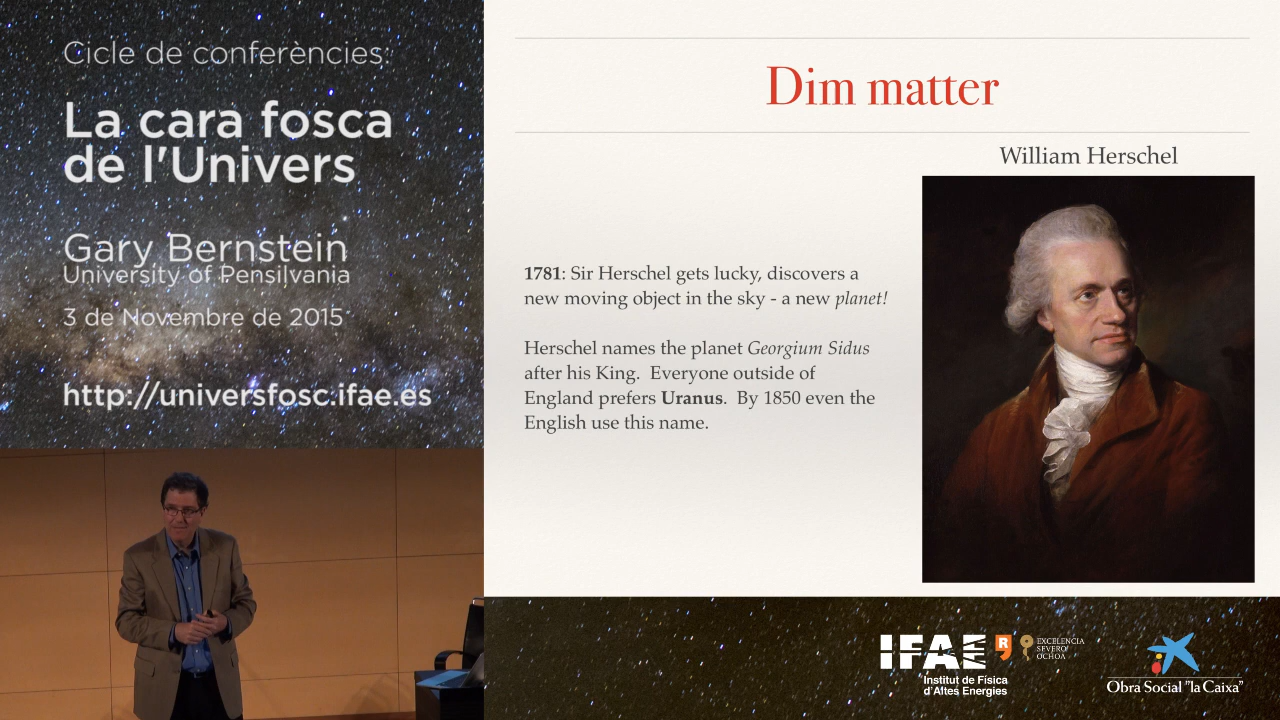 Cicle de conferències:
La cara fosca
de l'Univers
Gary Bernstein
University of Pensilvania
3 de Novembre de 2015
http://universfosc.ifae.es
Dim matter
William Herschel
1781: Sir Herschel gets lucky, discovers a
new moving object in the sky - a new planet!
Herschel names the planet Georgium Sidus
after his King. Everyone outside of
England prefers Uranus. By 1850 even the
English use this name.
IFAE
Institut de Física
d'Altes Energies
EXCELENCIA
SEVERO
OCHOA
Obra Social "la Caixa"